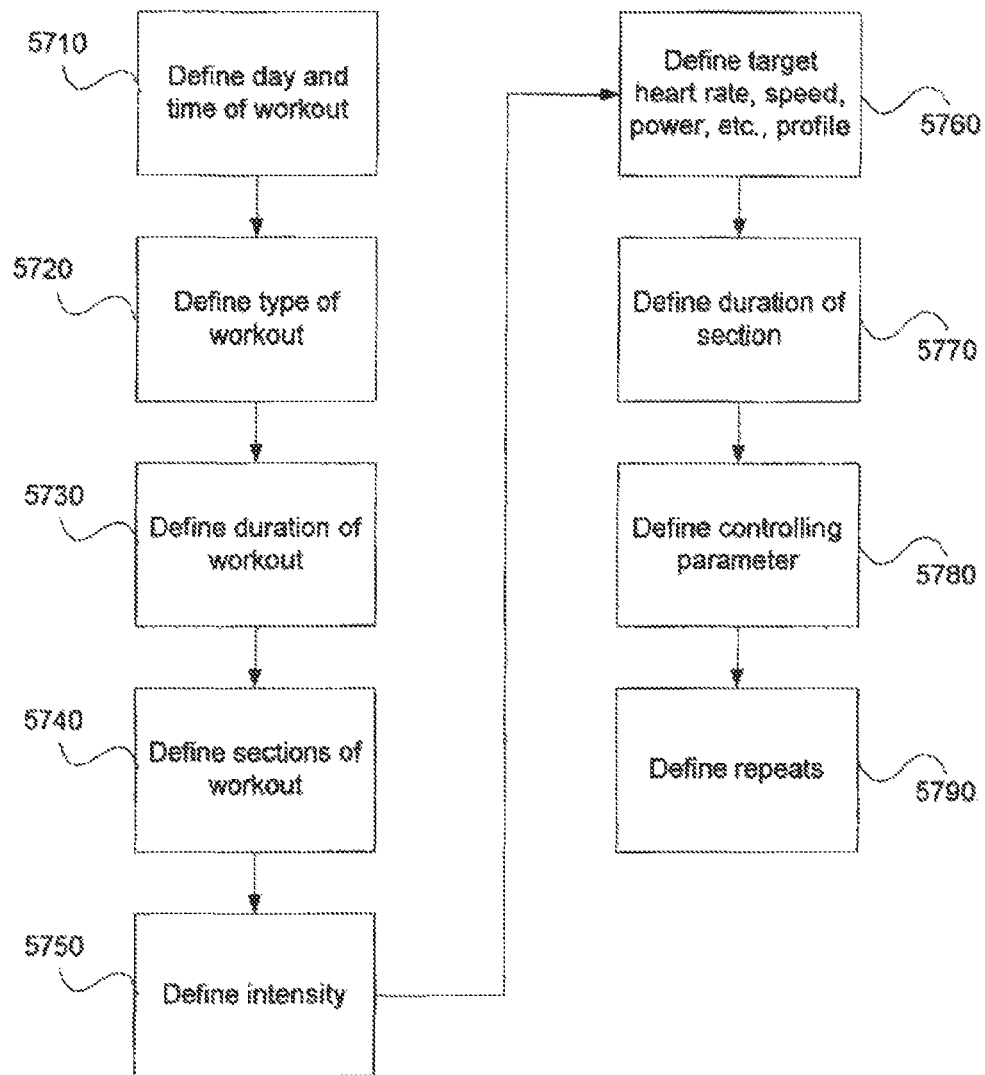 5710
Define day and
time of workout
5720
Define type of
workout
5730
Define duration of
workout
5740
Define sections of
workout
5750
Define intensity
Define target
heart rate, speed,
power, etc., profile
5760
Define duration of
section
5770
Define controlling
parameter
5780
Define repeats
5790